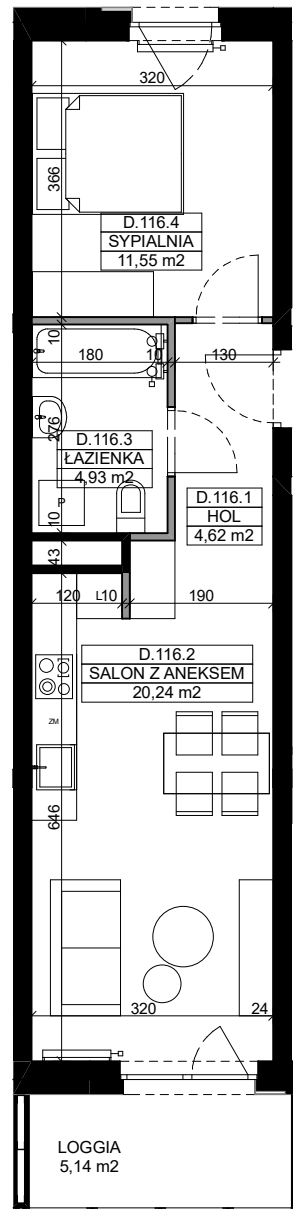 320
366
D.116.4
SYPIALNIA
11,55 m2
10
180
10
130
276
D.116.3
ŁAZIENKA
4,93 m2
P
10
D.116.1
HOL
4,62 m2
43
120
L10
190
D.116.2
SALON Z ANEKSEM
20,24 m2
ZM
646
320
24
LOGGIA
5,14 m2